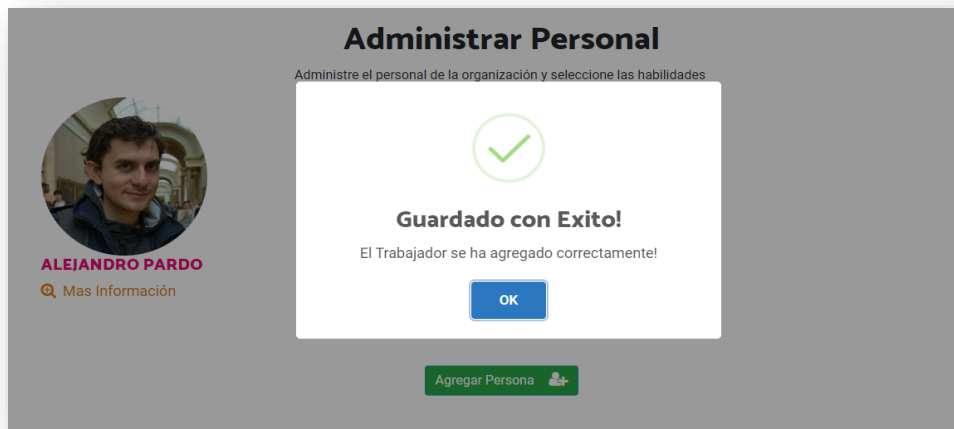 Administrar Personal
Administre el personal de la organización y seleccione las habilidades
Guardado con Exito!
El Trabajador se ha agregado correctamente!
OK
ALEJANDRO PARDO
Mas Información
Agregar Persona